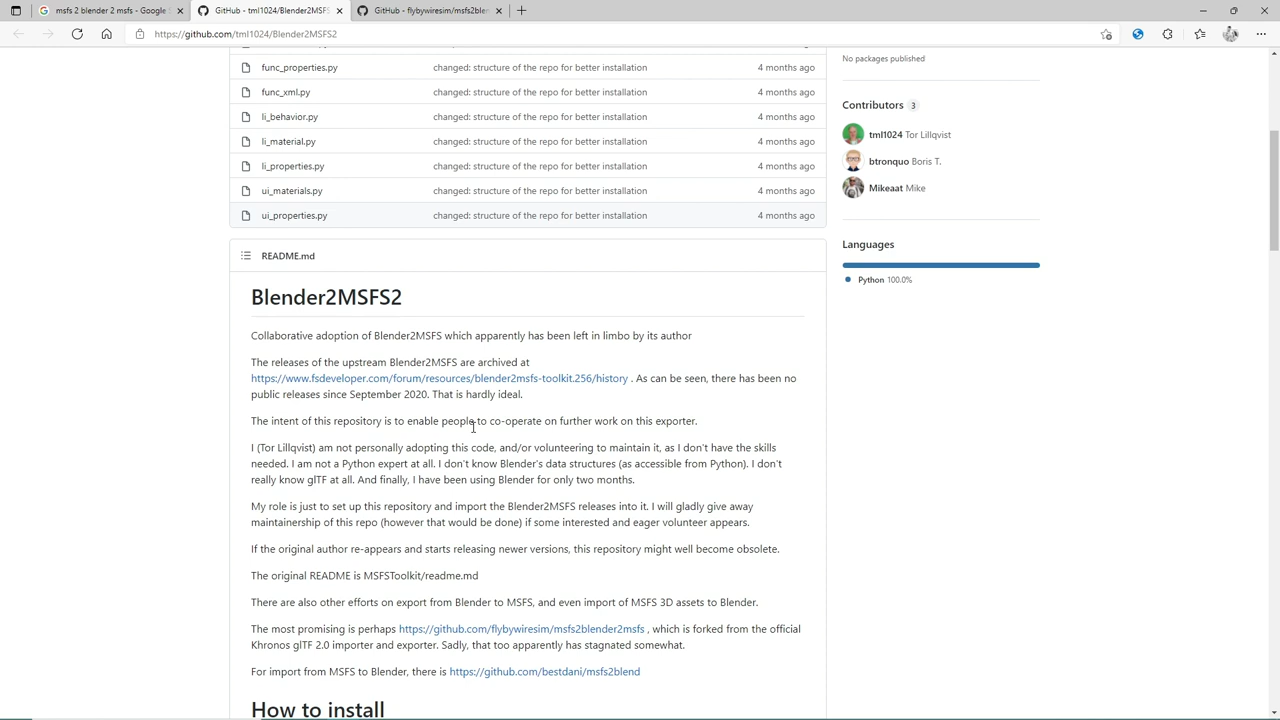 msfs 2 blender 2 msfs - Google S
GitHub - tml1024/Blender2MSFS2
GitHub - flybywiresim/msfs2blen
https://github.com/tml1024/Blender2MSFS2
func_properties.py changed: structure of the repo for better installation 4 months ago
func_xml.py changed: structure of the repo for better installation 4 months ago
li_behavior.py changed: structure of the repo for better installation 4 months ago
li_material.py changed: structure of the repo for better installation 4 months ago
li_properties.py changed: structure of the repo for better installation 4 months ago
ui_materials.py changed: structure of the repo for better installation 4 months ago
ui_properties.py changed: structure of the repo for better installation 4 months ago
README.md
Blender2MSFS2
Collaborative adoption of Blender2MSFS which apparently has been left in limbo by its author
The releases of the upstream Blender2MSFS are archived at
https://www.fsdeveloper.com/forum/resources/blender2msfs-toolkit.256/history . As can be seen, there has been no
public releases since September 2020. That is hardly ideal.
The intent of this repository is to enable people to co-operate on further work on this exporter.
I (Tor Lillqvist) am not personally adopting this code, and/or volunteering to maintain it, as I don't have the skills
needed. I am not a Python expert at all. I don't know Blender's data structures (as accessible from Python). I don't
really know glTF at all. And finally, I have been using Blender for only two months.
My role is just to set up this repository and import the Blender2MSFS releases into it. I will gladly give away
maintainership of this repo (however that would be done) if some interested and eager volunteer appears.
If the original author re-appears and starts releasing newer versions, this repository might well become obsolete.
The original README is MSFSToolkit/readme.md
There are also other efforts on export from Blender to MSFS, and even import of MSFS 3D assets to Blender.
The most promising is perhaps https://github.com/flybywiresim/msfs2blender2msfs , which is forked from the official
Khronos glTF 2.0 importer and exporter. Sadly, that too apparently has stagnated somewhat.
For import from MSFS to Blender, there is https://github.com/bestdani/msfs2blend
How to install
No packages published
Contributors 3
tml1024 Tor Lillqvist
btronquo Boris T.
Mikeaat Mike
Languages
Python 100.0%